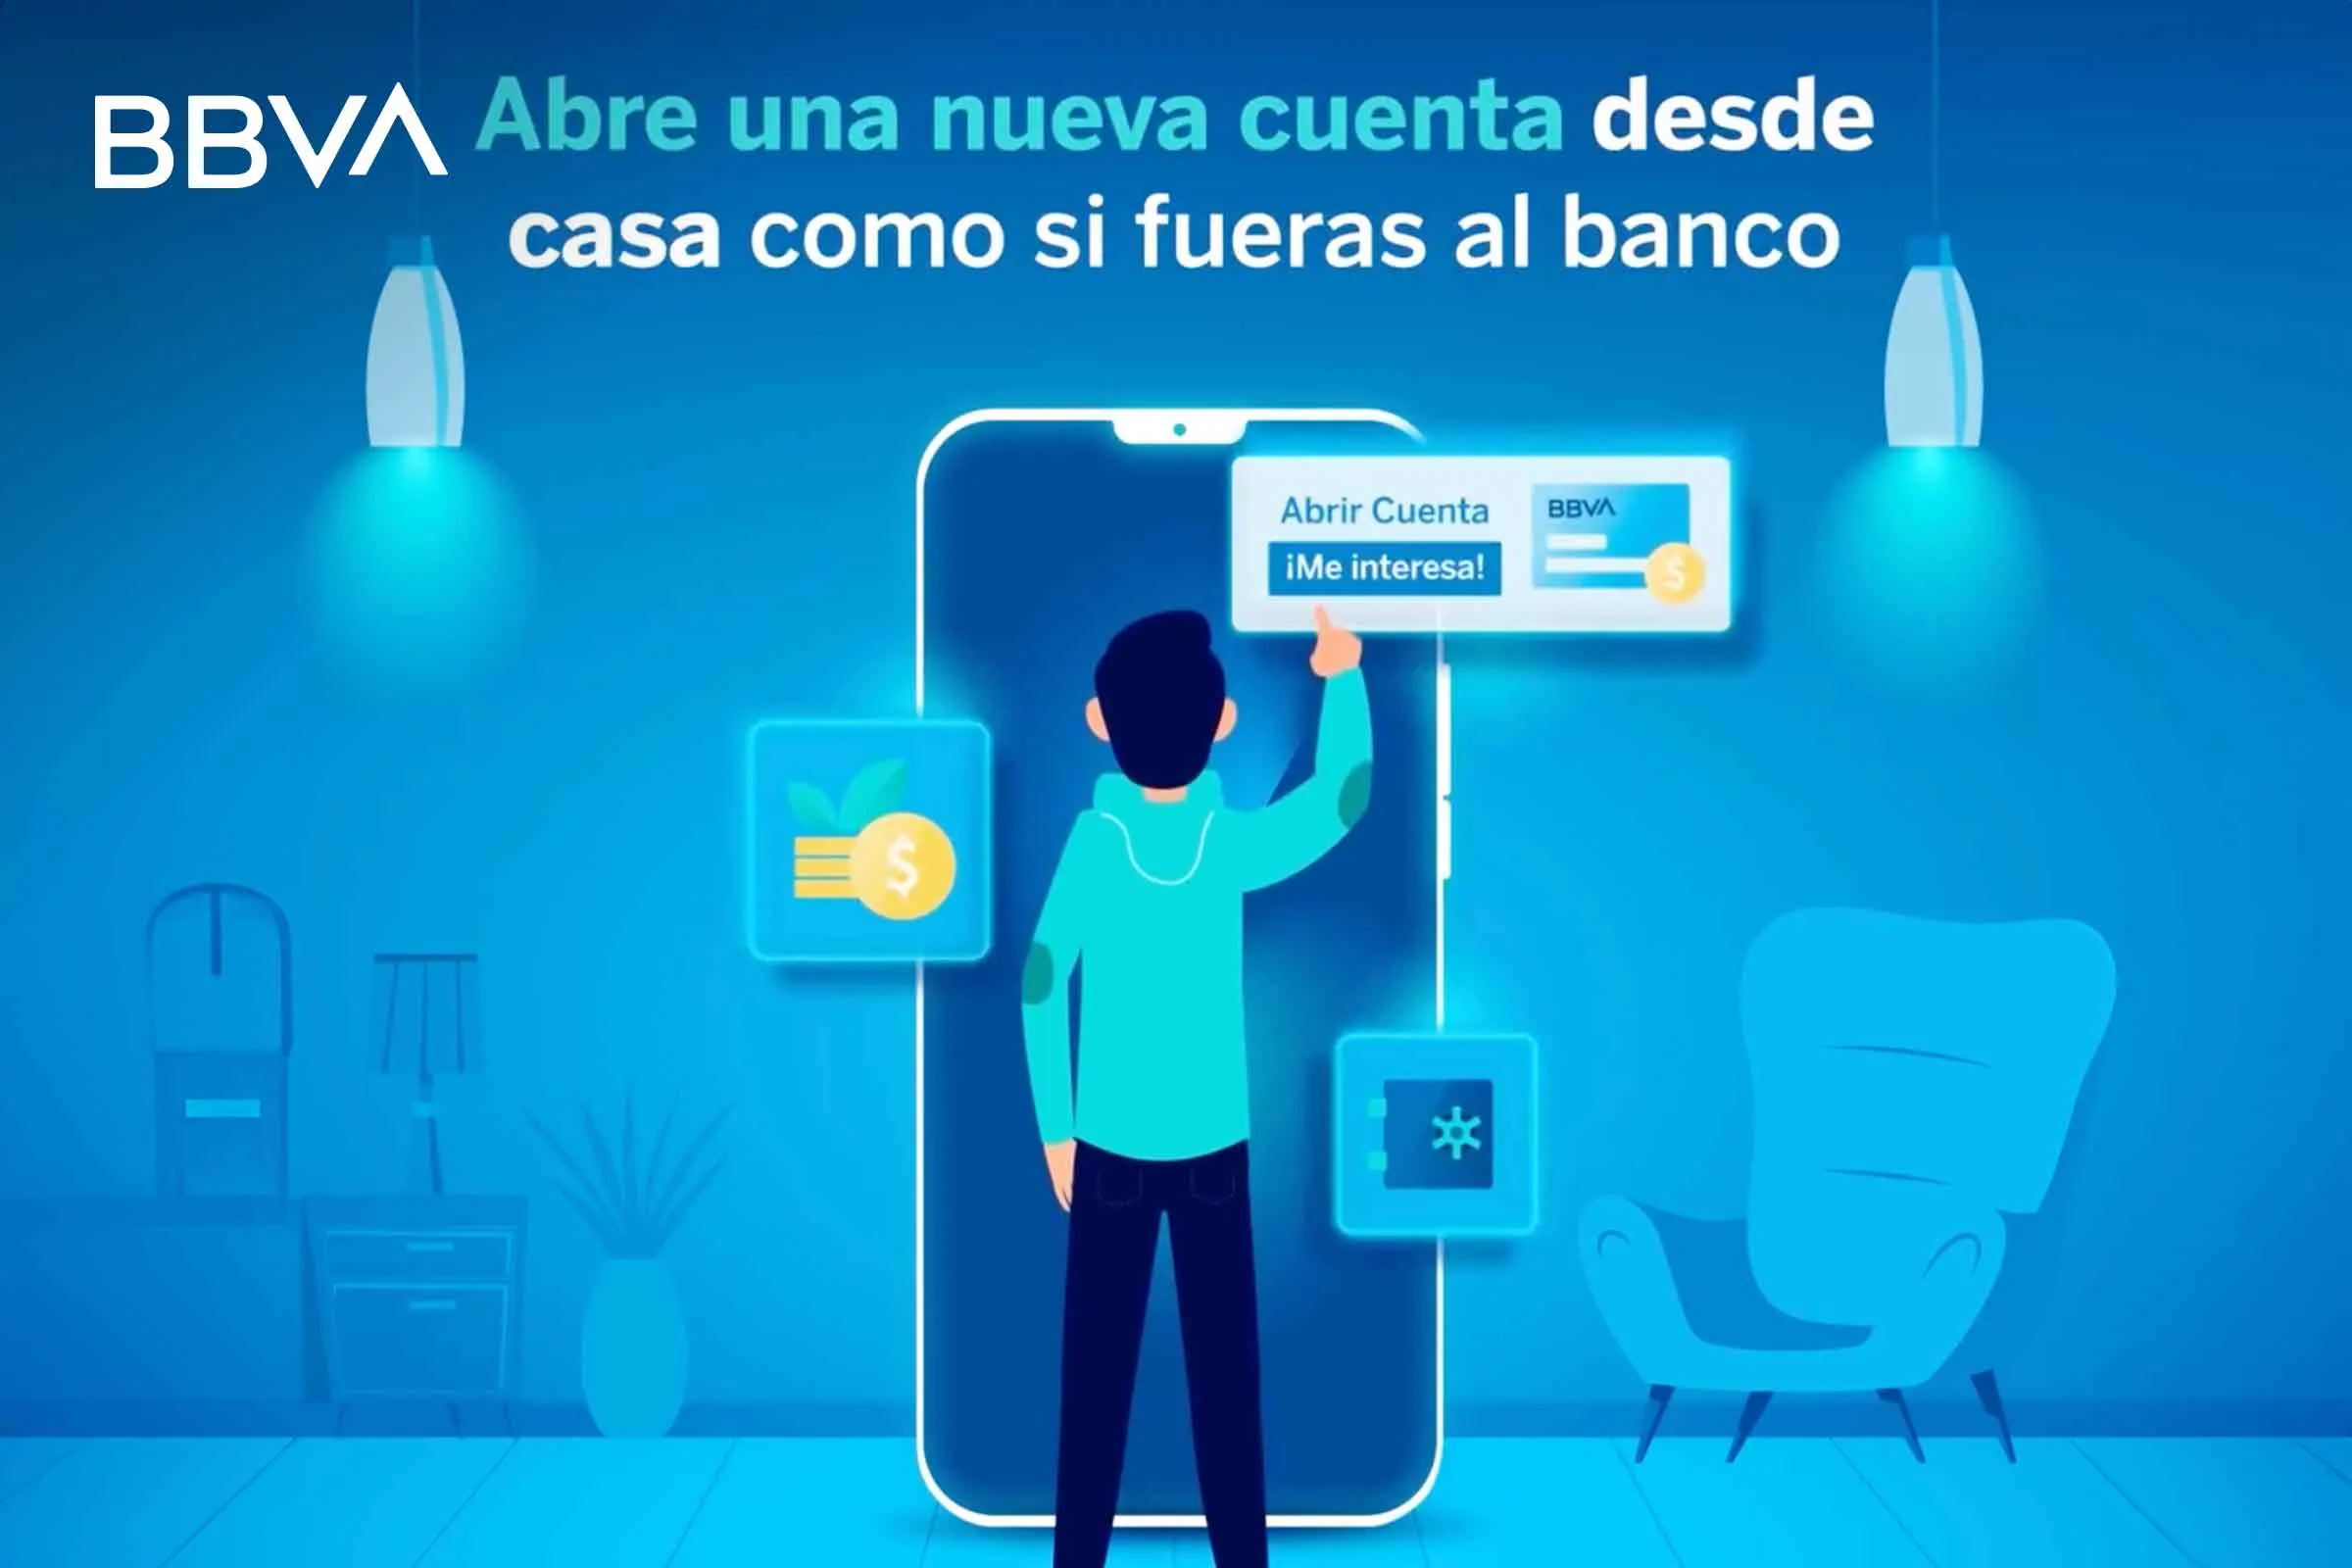 BBVA
Abre una nueva cuenta desde
casa como si fueras al banco
Abrir Cuenta
¡Me interesa!
BBVA
$
$